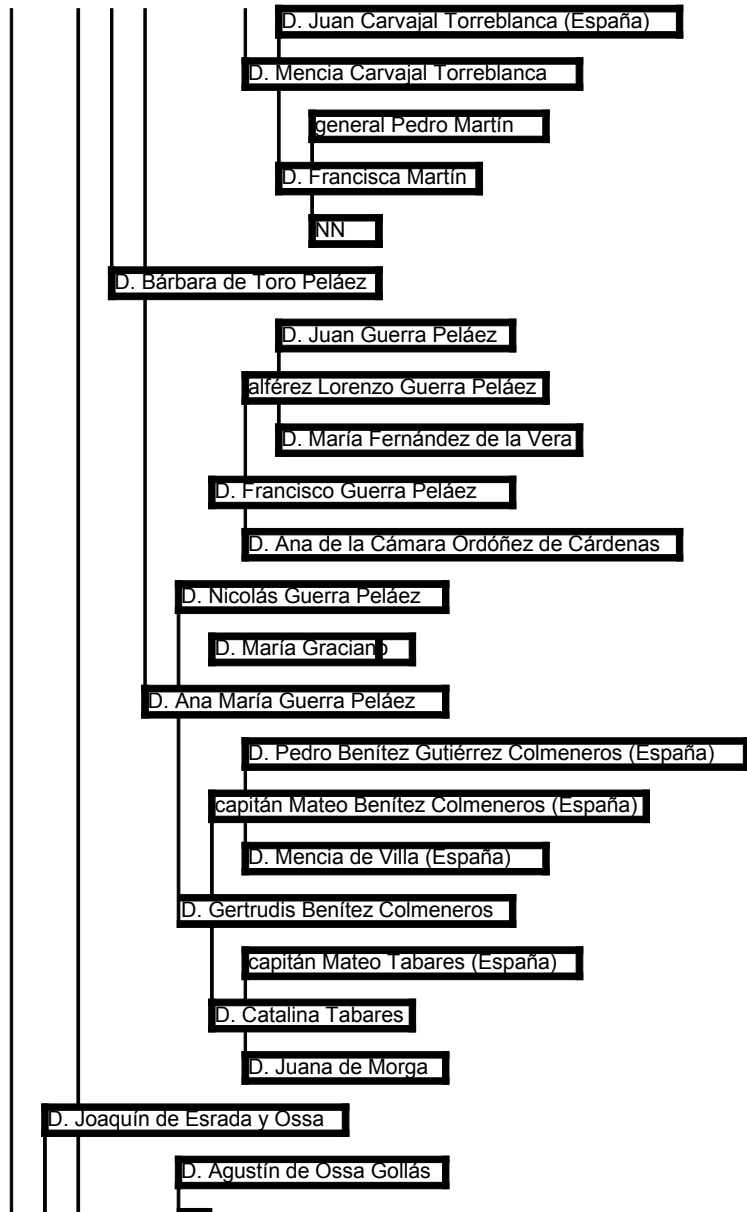 D. Juan Carvajal Torreblanca (España)
D. Mencia Carvajal Torreblanca
general Pedro Martín
D. Francisca Martín
NN
D. Bárbara de Toro Peláez
D. Juan Guerra Peláez
alférez Lorenzo Guerra Peláez
D. María Fernández de la Vera
D. Francisco Guerra Peláez
D. Ana de la Cámara Ordóñez de Cárdenas
D. Nicolás Guerra Peláez
D. María Graciano
D. Ana María Guerra Peláez
D. Pedro Benítez Gutiérrez Colmeneros (España)
capitán Mateo Benítez Colmeneros (España)
D. Mencia de Villa (España)
D. Gertrudis Benítez Colmeneros
capitán Mateo Tabares (España)
D. Catalina Tabares
D. Juana de Morga
D. Joaquín de Esrada y Ossa
D. Agustín de Ossa Gollás